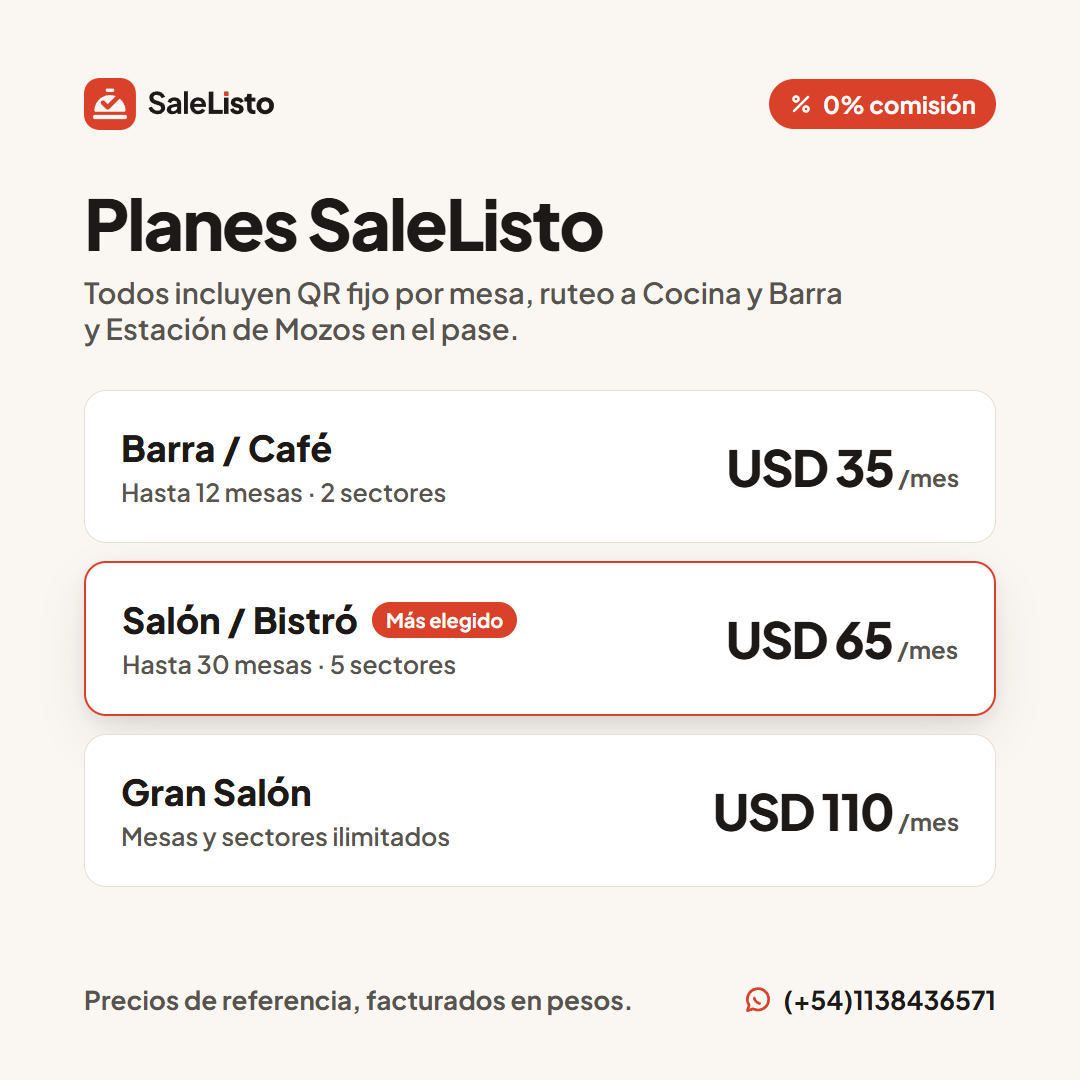 SaleListo
% 0% comisión
Planes SaleListo
Todos incluyen QR fijo por mesa, ruteo a Cocina y Barra
y Estación de Mozos en el pase.
Barra / Café
Hasta 12 mesas · 2 sectores
USD 35 /mes
Salón / Bistró Más elegido
Hasta 30 mesas · 5 sectores
USD 65 /mes
Gran Salón
Mesas y sectores ilimitados
USD 110 /mes
Precios de referencia, facturados en pesos.
(+54)1138436571